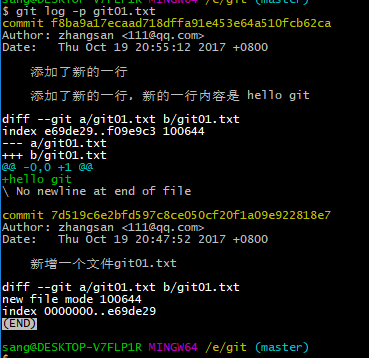 sang@DESKTOP-V7FLP1R MINGW64 /e/git (master)
$ git log -p git01.txt
commit f8ba9a17ecaad718dffa91e453e64a510fcb62ca
Author: zhangsan <111@qq.com>
Date:   Thu Oct 19 20:55:12 2017 +0800
添加了新的一行
添加了新的一行, 新的一行内容是 hello git
diff --git a/git01.txt b/git01.txt
index e69de29..f09e9c3 100644
--- a/git01.txt
+++ b/git01.txt
@@ -0,0 +1 @@
+hello git
\ No newline at end of file
commit 7d519c6e2bfd597c8ce050cf20f1a09e922818e7
Author: zhangsan <111@qq.com>
Date:   Thu Oct 19 20:47:52 2017 +0800
新增一个文件git01.txt
diff --git a/git01.txt b/git01.txt
new file mode 100644
index 0000000..e69de29
(END)
sang@DESKTOP-V7FLP1R MINGW64 /e/git (master)